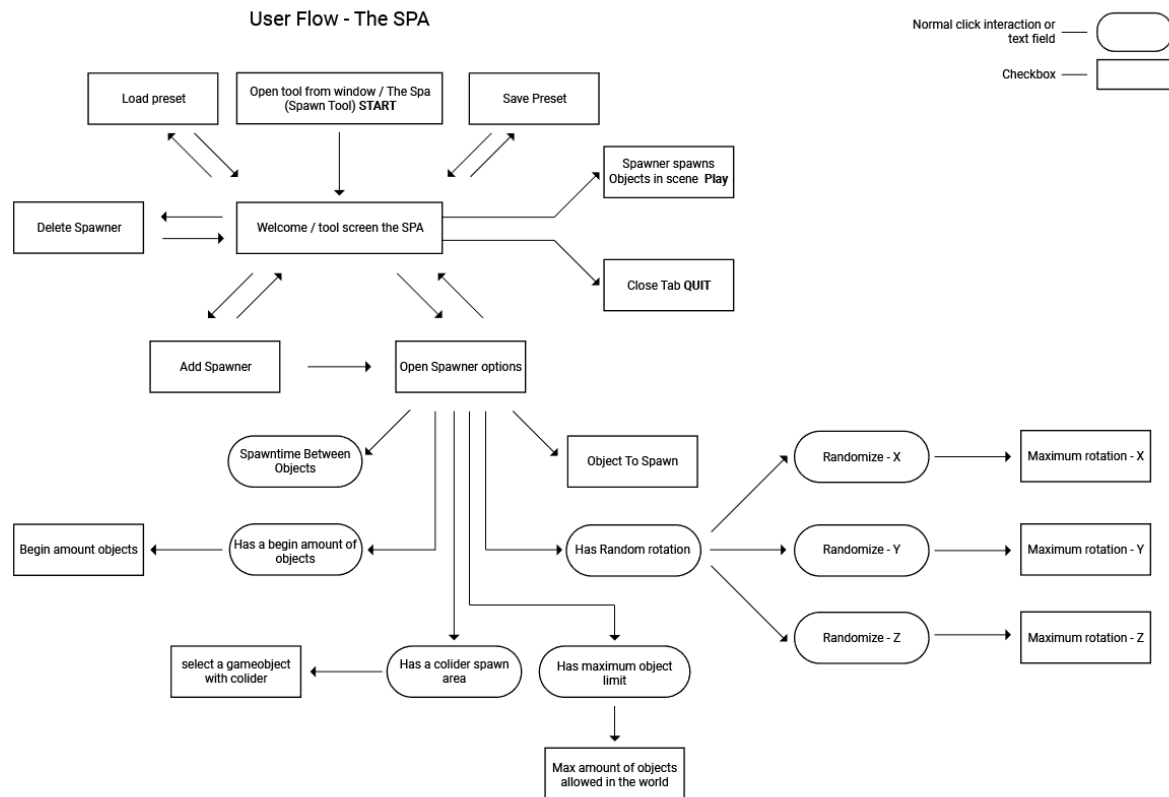 User Flow - The SPA
Normal click interaction or
text field
Checkbox
Load preset
Open tool from window / The Spa
(Spawn Tool) START
Save Preset
Spawner spawns
Objects in scene Play
Delete Spawner
Welcome / tool screen the SPA
Close Tab QUIT
Add Spawner
Open Spawner options
Spawntime Between
Objects
Object To Spawn
Randomize - X
Maximum rotation - X
Begin amount objects
Has a begin amount of
objects
Has Random rotation
Randomize - Y
Maximum rotation - Y
Randomize - Z
Maximum rotation - Z
select a gameobject
with colider
Has a colider spawn
area
Has maximum object
limit
Max amount of objects
allowed in the world